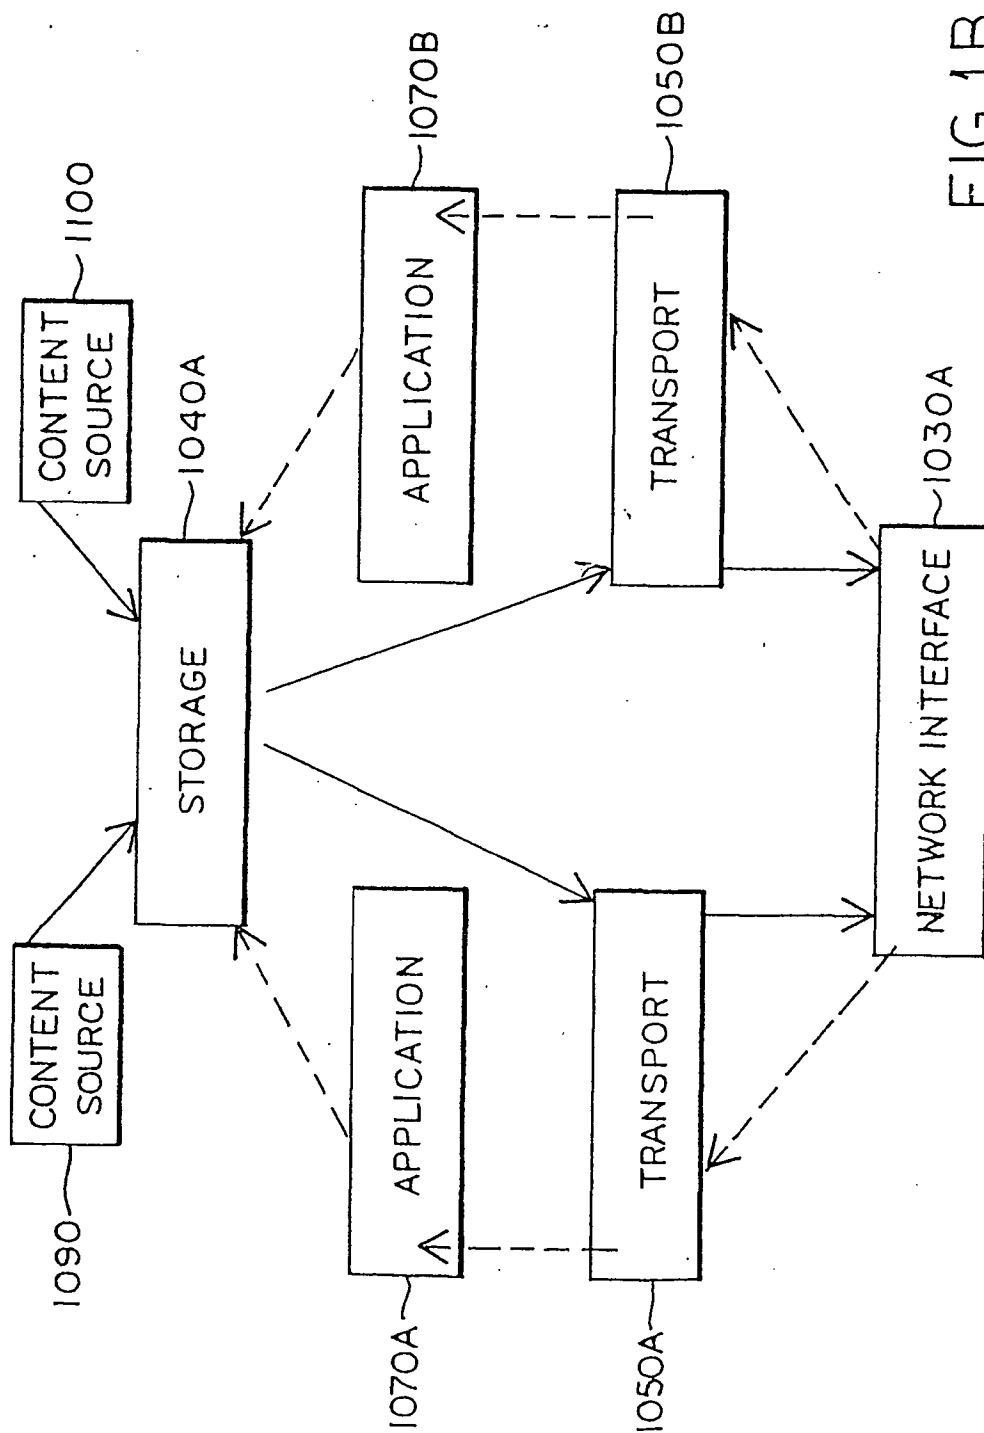 1090
CONTENT
SOURCE
CONTENT
SOURCE
1100
STORAGE
1040A
1070A
APPLICATION
APPLICATION
1070B
1050A
TRANSPORT
TRANSPORT
1050B
NETWORK INTERFACE
1030A
FIG. 1B